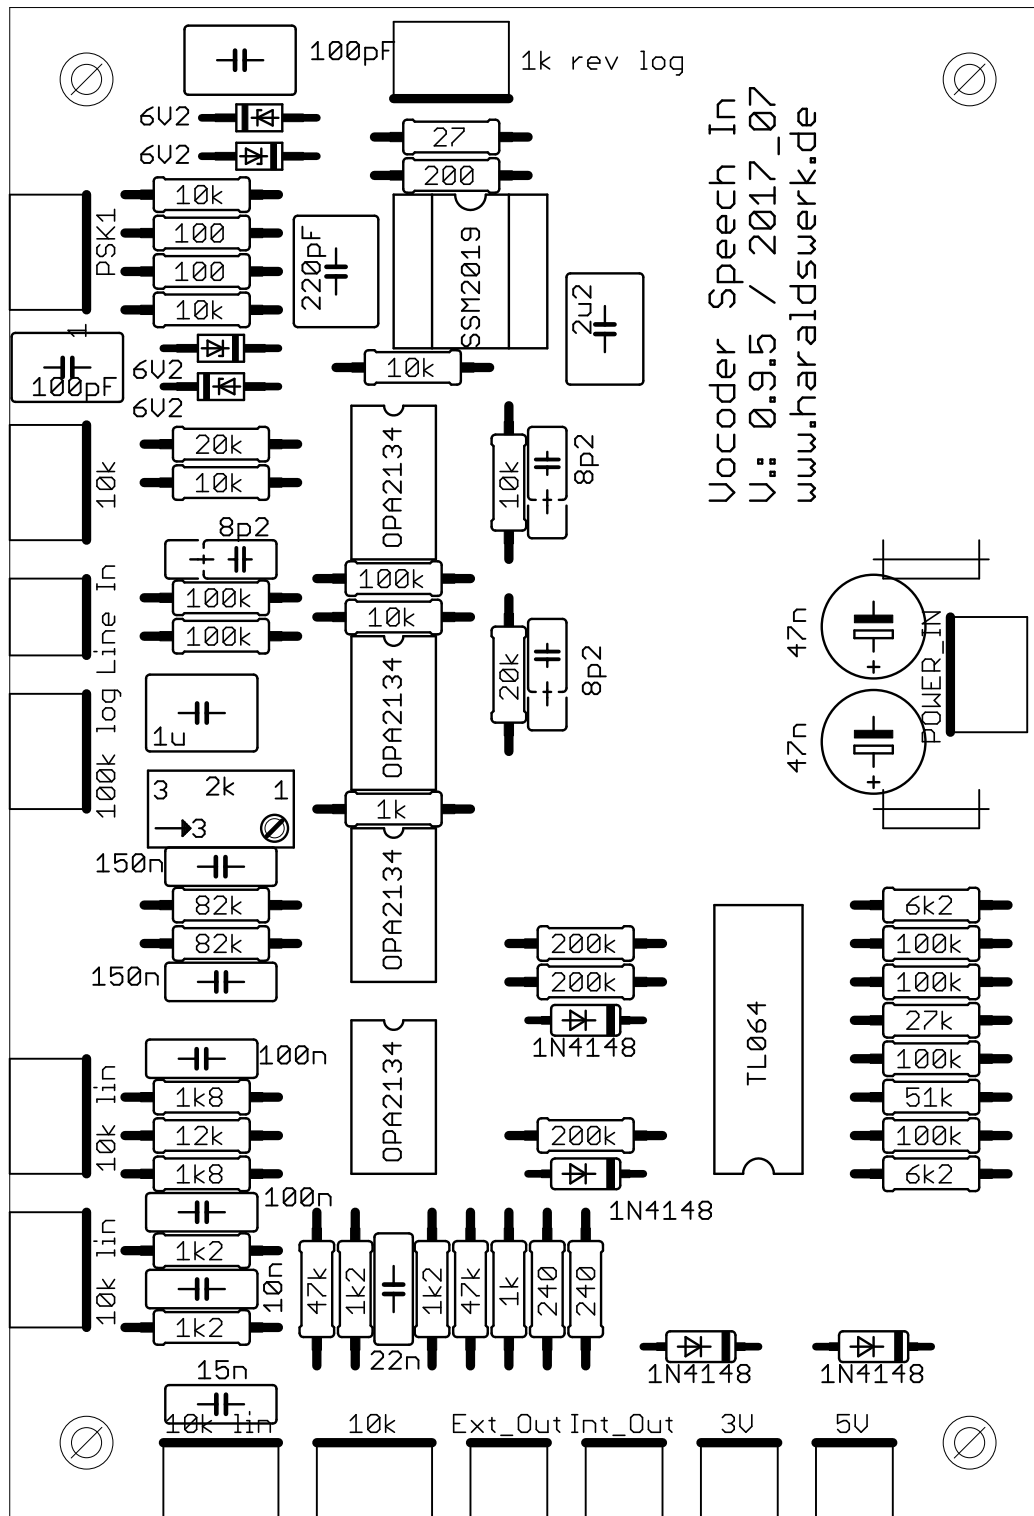 100pF
1k rev log
6V2
27
6V2
200
10k
PSK1
100
100
10k
1
220pF
SSM2019
2u2
Vocoder Speech In
V.: 0.9.5 / 2017_07
www.haraldswerk.de
6V2
100pF
6V2
10k
10k
20k
10k
OPA2134
10k
8p2
8p2
Line In
100k
100k
100k
10k
20k
8p2
47n
POWER_IN
47n
100k log
1u
OPA2134
3
2k
1
3
1k
150n
82k
82k
150n
OPA2134
200k
200k
1N4148
TL064
6k2
100k
100k
27k
100k
51k
100k
6k2
100n
10k lin
1k8
12k
1k8
OPA2134
200k
1N4148
100n
10k lin
1k2
10n
1k2
47k
1k2
22n
1k2
47k
1k
240
240
15n
1N4148
1N4148
10k lin
10k
Ext_Out
Int_Out
3V
5V